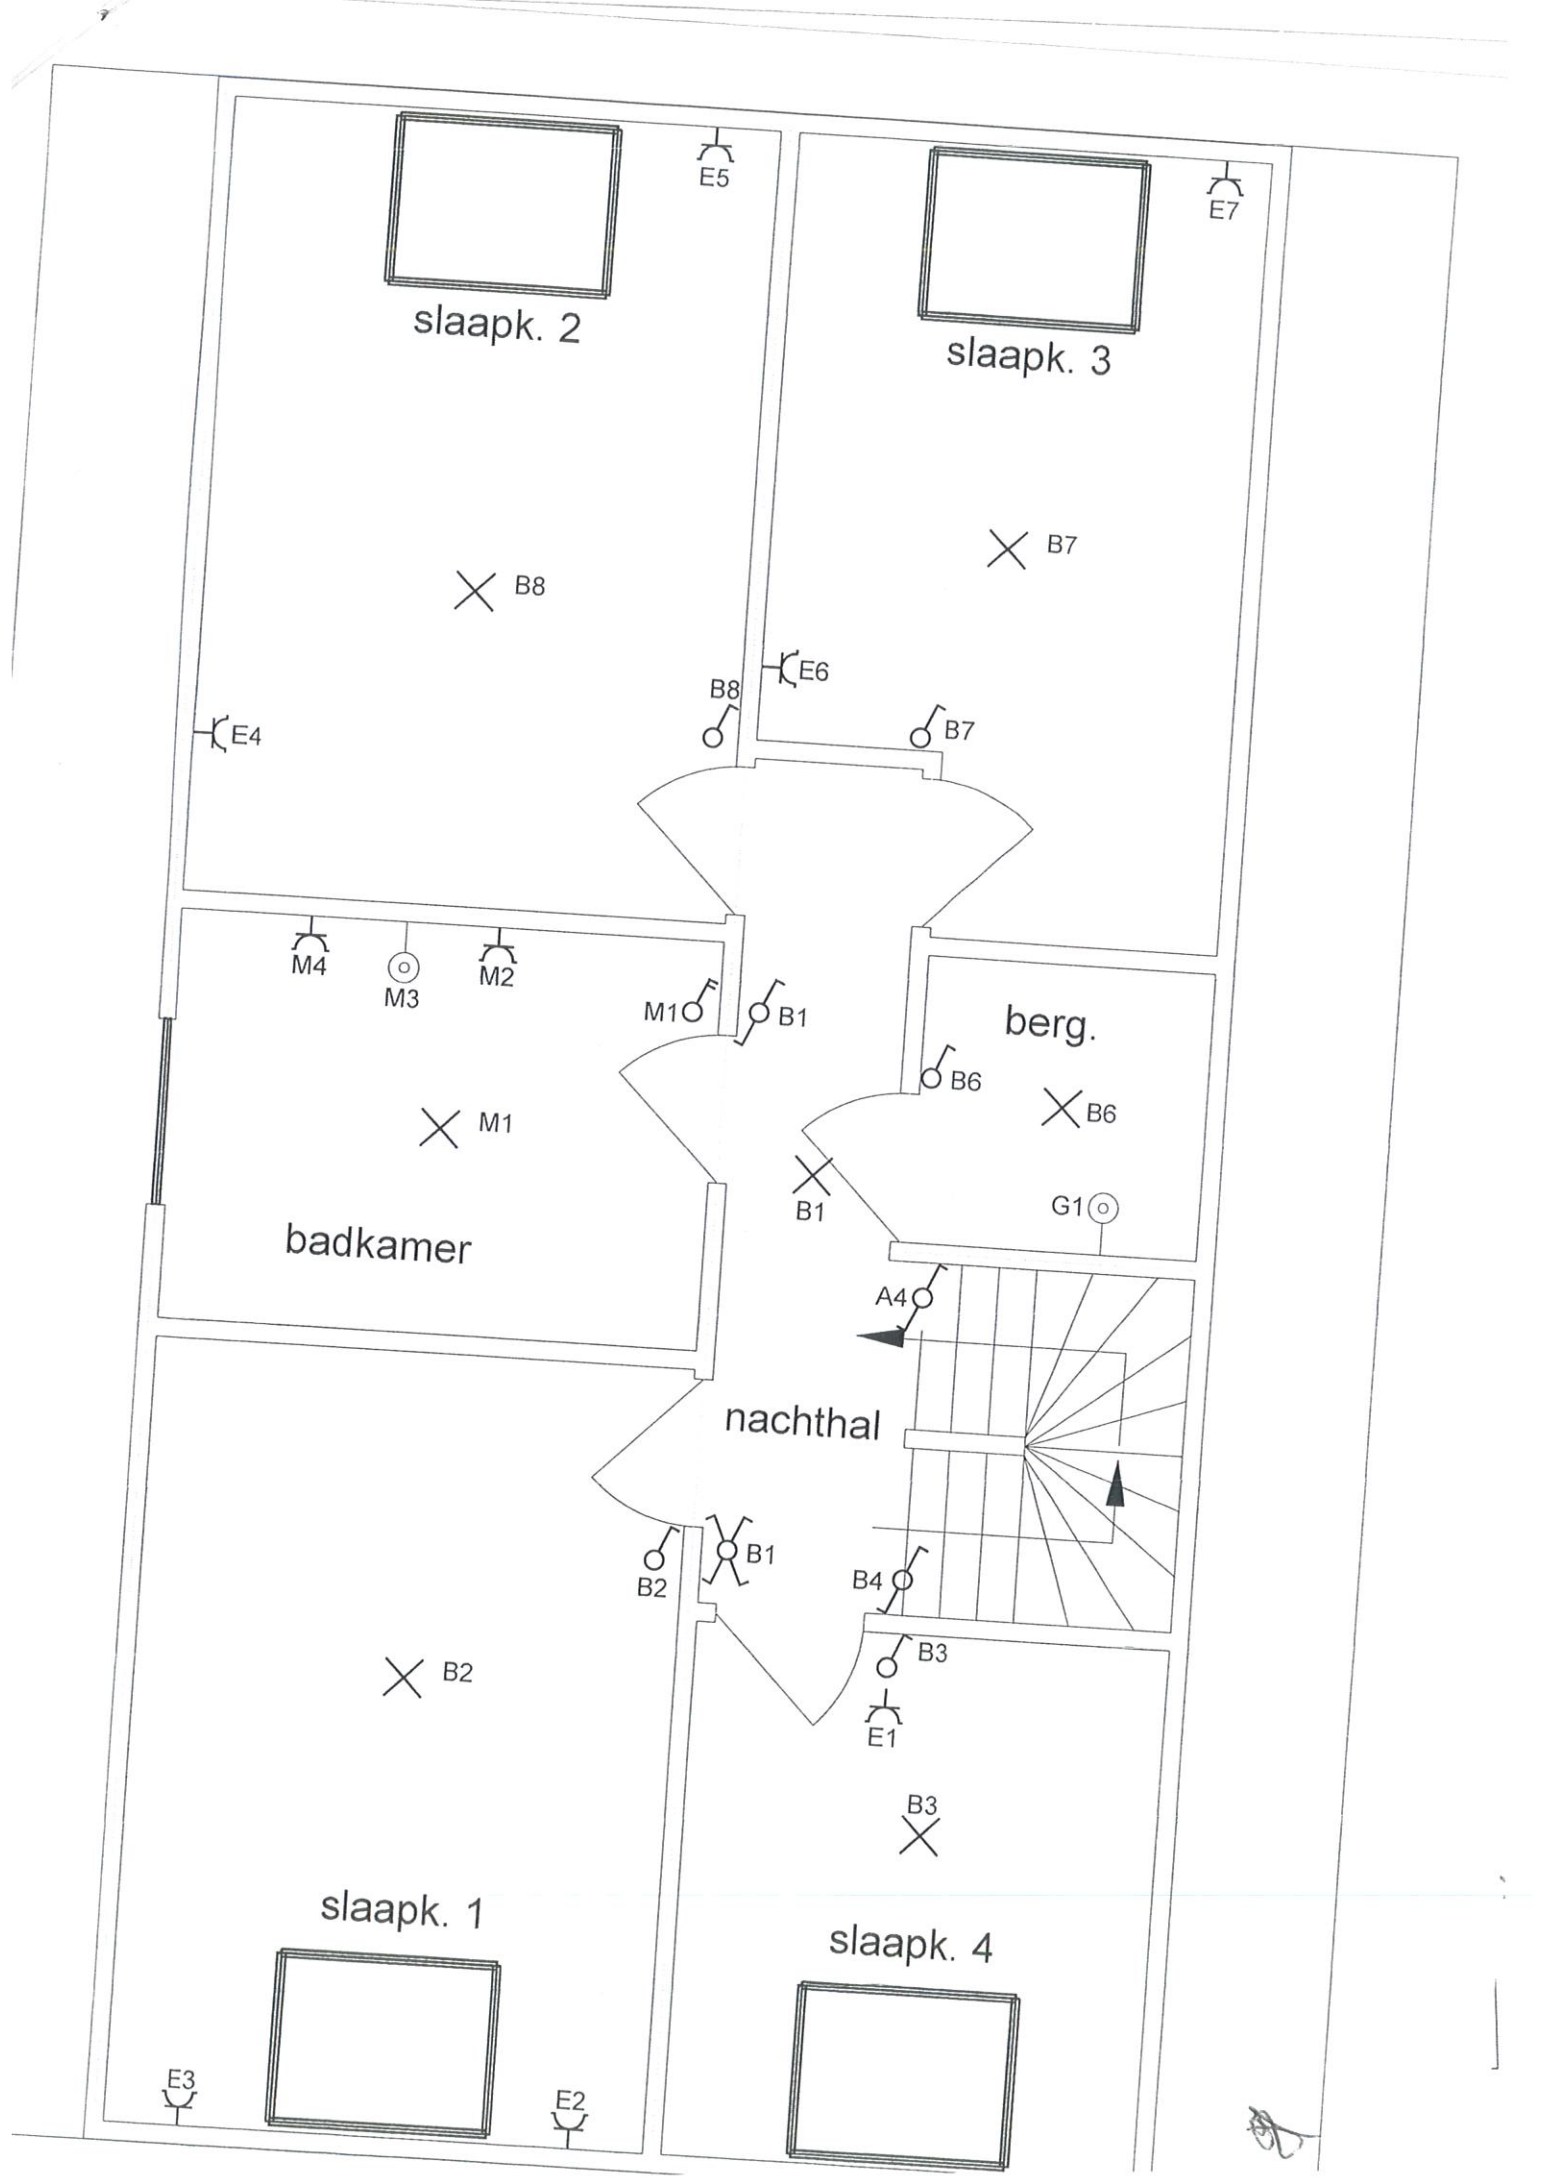 E5
E7
slaapk. 2
slaapk. 3
B7
B8
E6
B8
B7
E4
M4
M3
M2
M1
B1
berg.
B6
B6
M1
B1
G1
badkamer
A4
nachthal
B1
B2
B4
B3
E1
B2
B3
slaapk. 1
slaapk. 4
E3
E2